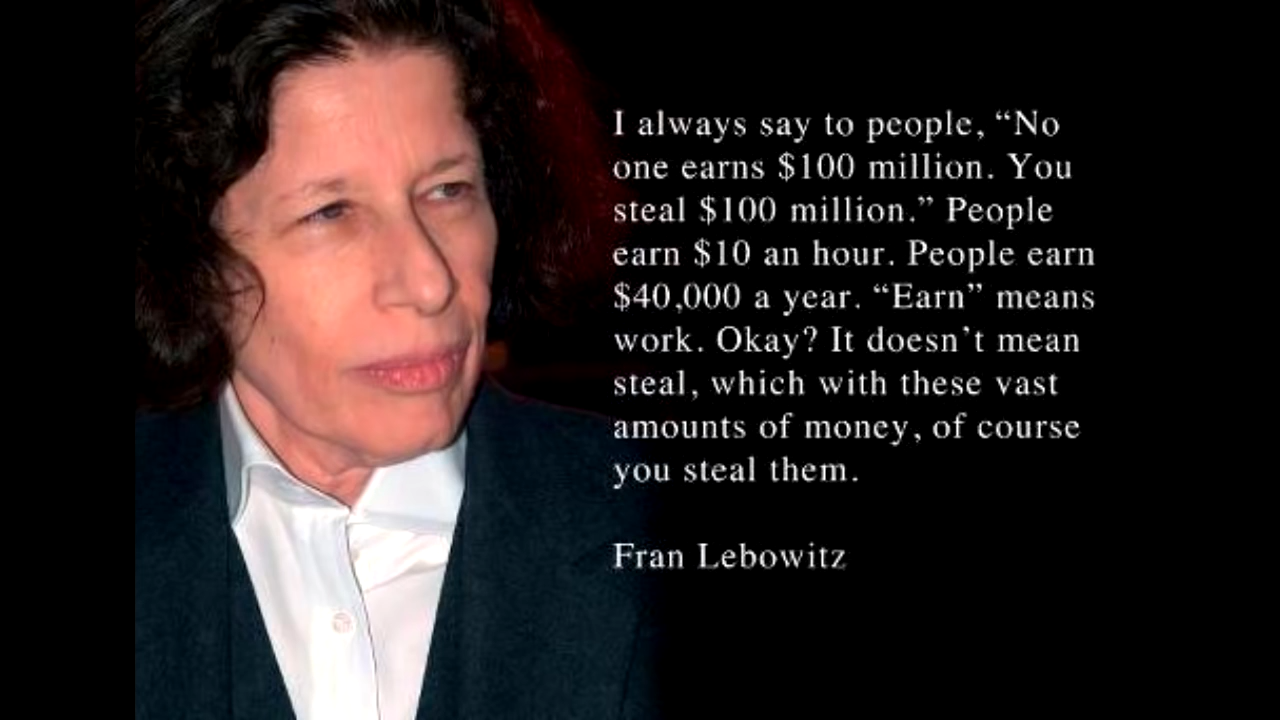 I always say to people, “No
one earns $100 million. You
steal $100 million.” People
earn $10 an hour. People earn
$40,000 a year. “Earn” means
work. Okay? It doesn’t mean
steal, which with these vast
amounts of money, of course
you steal them.
Fran Lebowitz